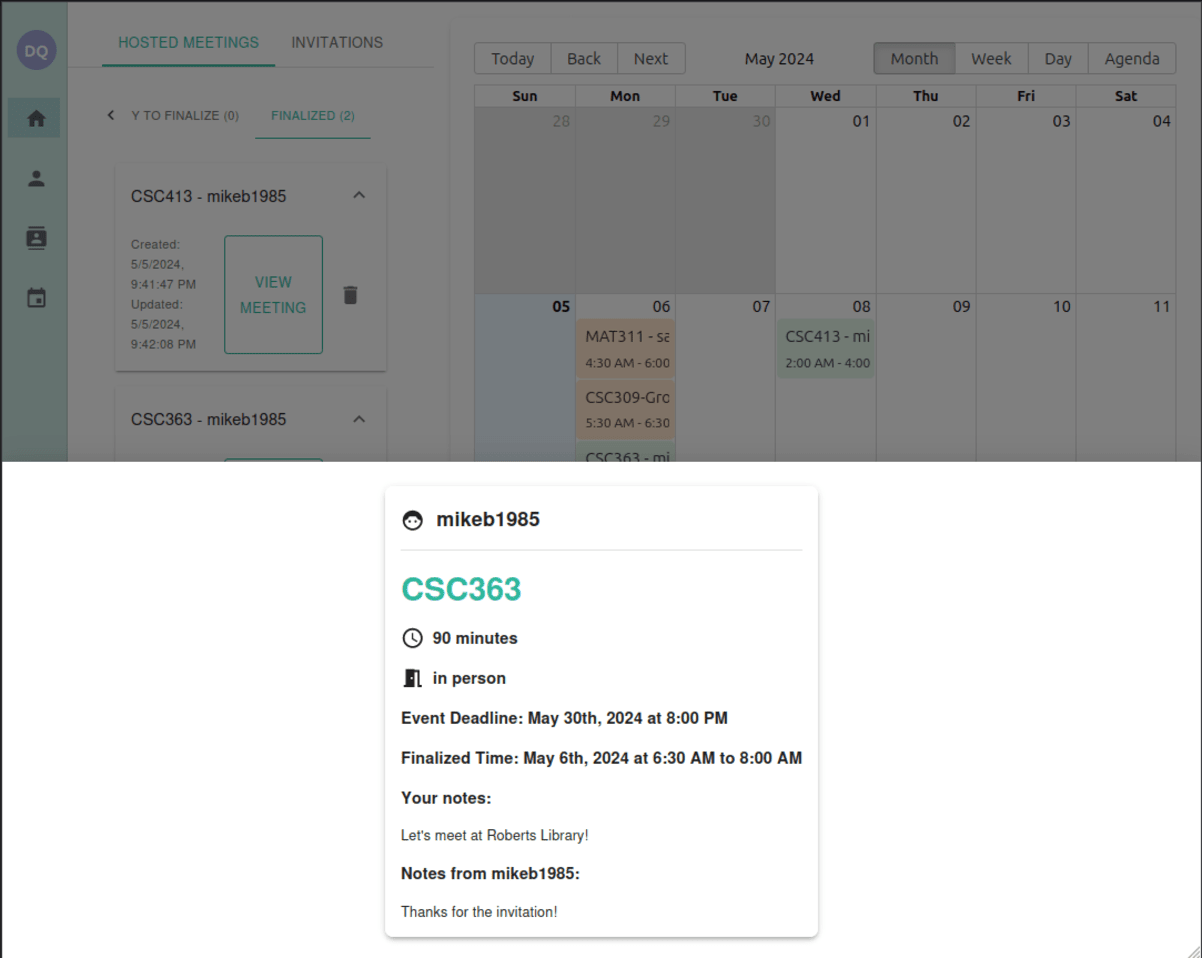 DQ
HOSTED MEETINGS
INVITATIONS
Y TO FINALIZE (0)
FINALIZED (2)
CSC413 - mikeb1985
Created:
5/5/2024,
9:41:47 PM
Updated:
5/5/2024,
9:42:08 PM
VIEW
MEETING
CSC363 - mikeb1985
Today
Back
Next
May 2024
Month
Week
Day
Agenda
Sun Mon Tue Wed Thu Fri Sat
28 29 30 01 02 03 04
05 06 07 08 09 10 11
MAT311 - sa
4:30 AM - 6:00
CSC309-Gro
5:30 AM - 6:30
CSC363 - mi
CSC413 - mi
2:00 AM - 4:00
mikeb1985
CSC363
90 minutes
in person
Event Deadline: May 30th, 2024 at 8:00 PM
Finalized Time: May 6th, 2024 at 6:30 AM to 8:00 AM
Your notes:
Let's meet at Roberts Library!
Notes from mikeb1985:
Thanks for the invitation!